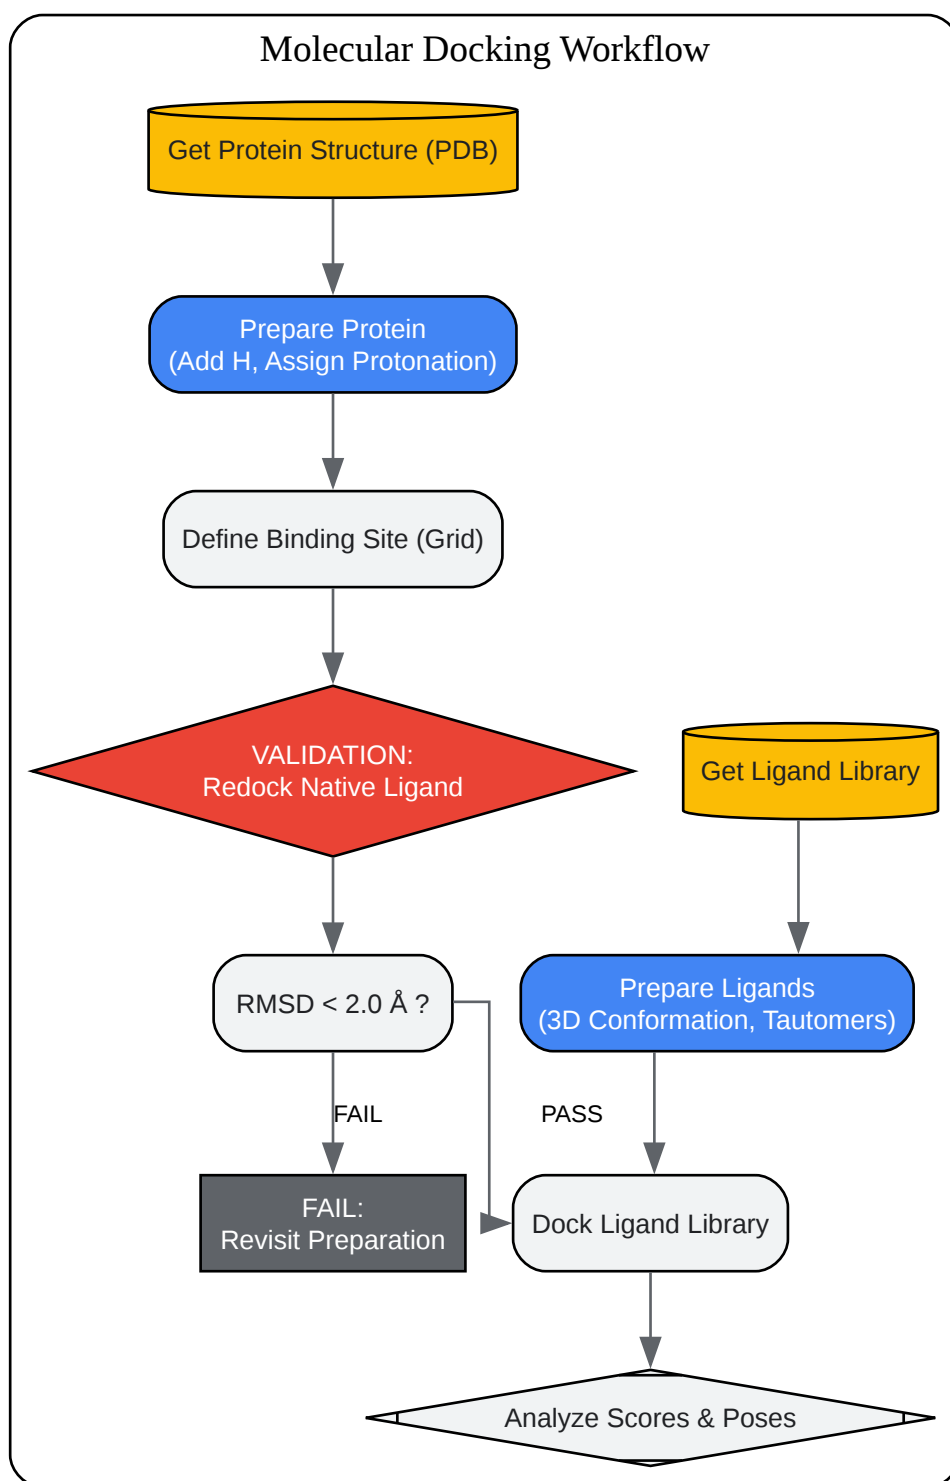 Molecular Docking Workflow
Get Protein Structure (PDB)
Prepare Protein
(Add H, Assign Protonation)
Define Binding Site (Grid)
VALIDATION:
Redock Native Ligand
Get Ligand Library
RMSD < 2.0 Å ?
Prepare Ligands
(3D Conformation, Tautomers)
FAIL
PASS
FAIL:
Revisit Preparation
Dock Ligand Library
Analyze Scores & Poses